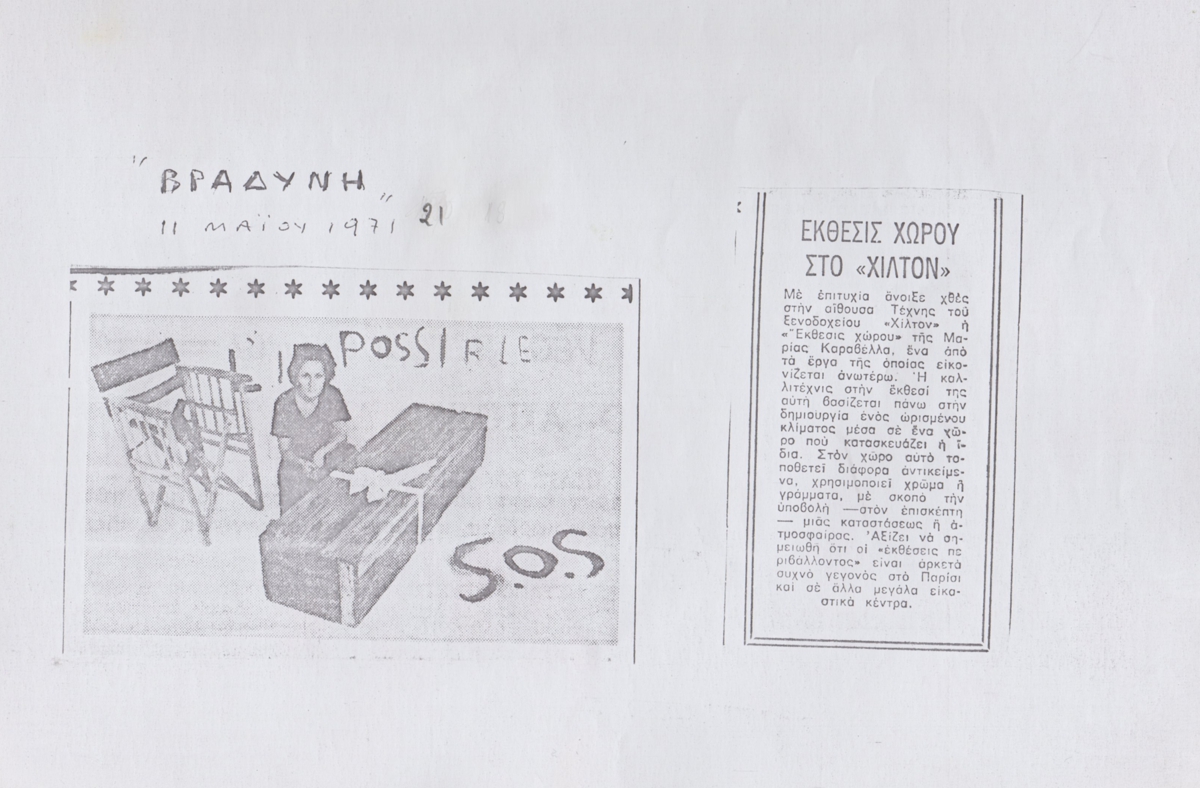 "ΒΡΑΔΥΝΗ"
11 ΜΑΪΟΥ 1971 21
POSSIBLE
S.O.S
ΕΚΘΕΣΙΣ ΧΩΡΟΥ
ΣΤΟ «ΧΙΛΤΟΝ»
Μὲ ἐπιτυχία ἄνοιξε χθὲς
στὴν αἴθουσα Τέχνης τοῦ
Ξενοδοχείου «Χίλτον» ἡ
«Ἔκθεσις χώρου» τῆς Μα-
ρίας Καραβέλλα, ἕνα ἀπὸ
τὰ ἔργα τῆς ὁποίας εἰκο-
νίζεται ἀνωτέρω. Ἡ καλ-
λιτέχνις στὴν ἔκθεσί της
αὐτὴ βασίζεται πάνω στὴν
δημιουργία ἑνὸς ὡρισμένου
κλίματος μέσα σὲ ἕνα χῶ-
ρο ποὺ κατασκευάζει ἡ ἴ-
δια. Στὸν χῶρο αὐτὸ το-
ποθετεῖ διάφορα ἀντικείμε-
να, χρησιμοποιεῖ χρῶμα ἢ
γράμματα, μὲ σκοπὸ τὴν
ὑποβολὴ —στὸν ἐπισκέπτη
— μιᾶς καταστάσεως ἢ ἀ-
τμοσφαίρας. Ἀξίζει νὰ ση-
μειωθῆ ὅτι οἱ «ἐκθέσεις πε
ριβάλλοντος» εἶναι ἀρκετὰ
συχνὸ γεγονὸς στὸ Παρίσι
καὶ σὲ ἄλλα μεγάλα εἰκα-
στικὰ κέντρα.